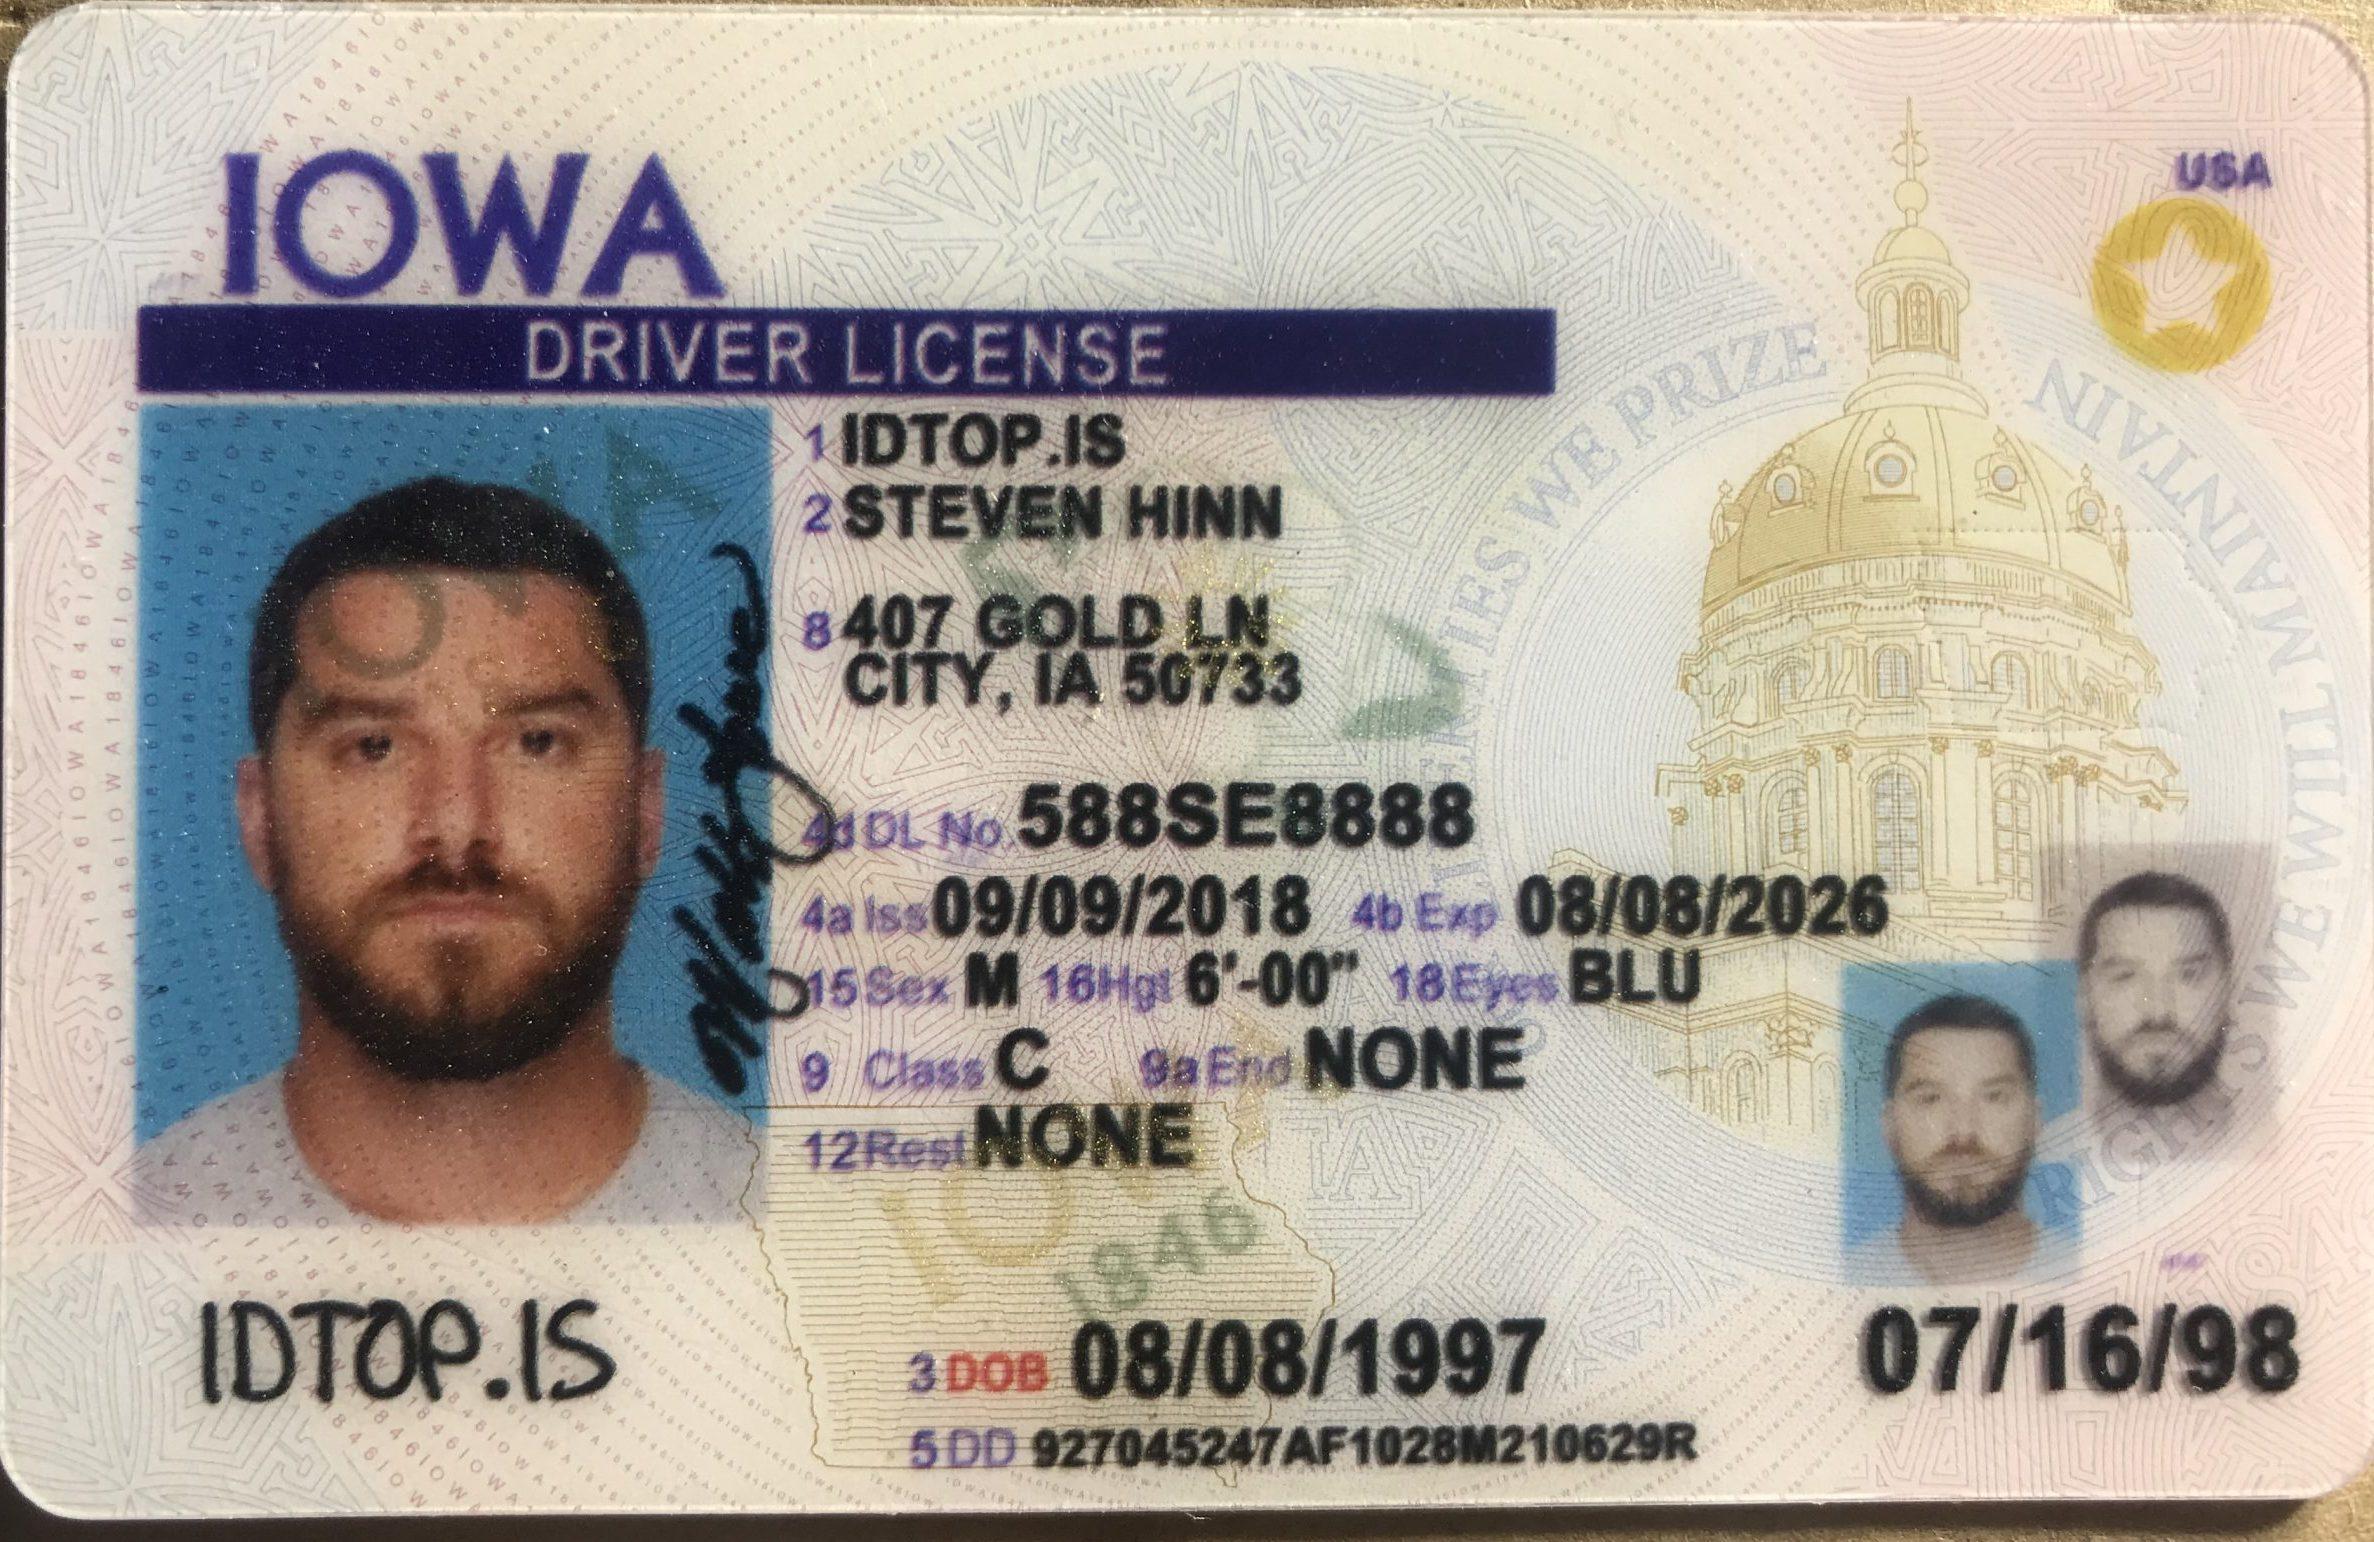 IOWA
USA
DRIVER LICENSE
1 IDTOP.IS
2 STEVEN HINN
8 407 GOLD LN
CITY, IA 50733
4d DL No. 588SE8888
4a Iss 09/09/2018 4b Exp 08/08/2026
15 Sex M 16 Hgt 6'-00" 18 Eyes BLU
9 Class C 9a End NONE
12 Rest NONE
IOWA
1846
IDTOP.IS
3 DOB 08/08/1997
07/16/98
5 DD 927045247AF1028M210629R
LIBERTIES WE PRIZE
RIGHTS WE WILL MAINTAIN